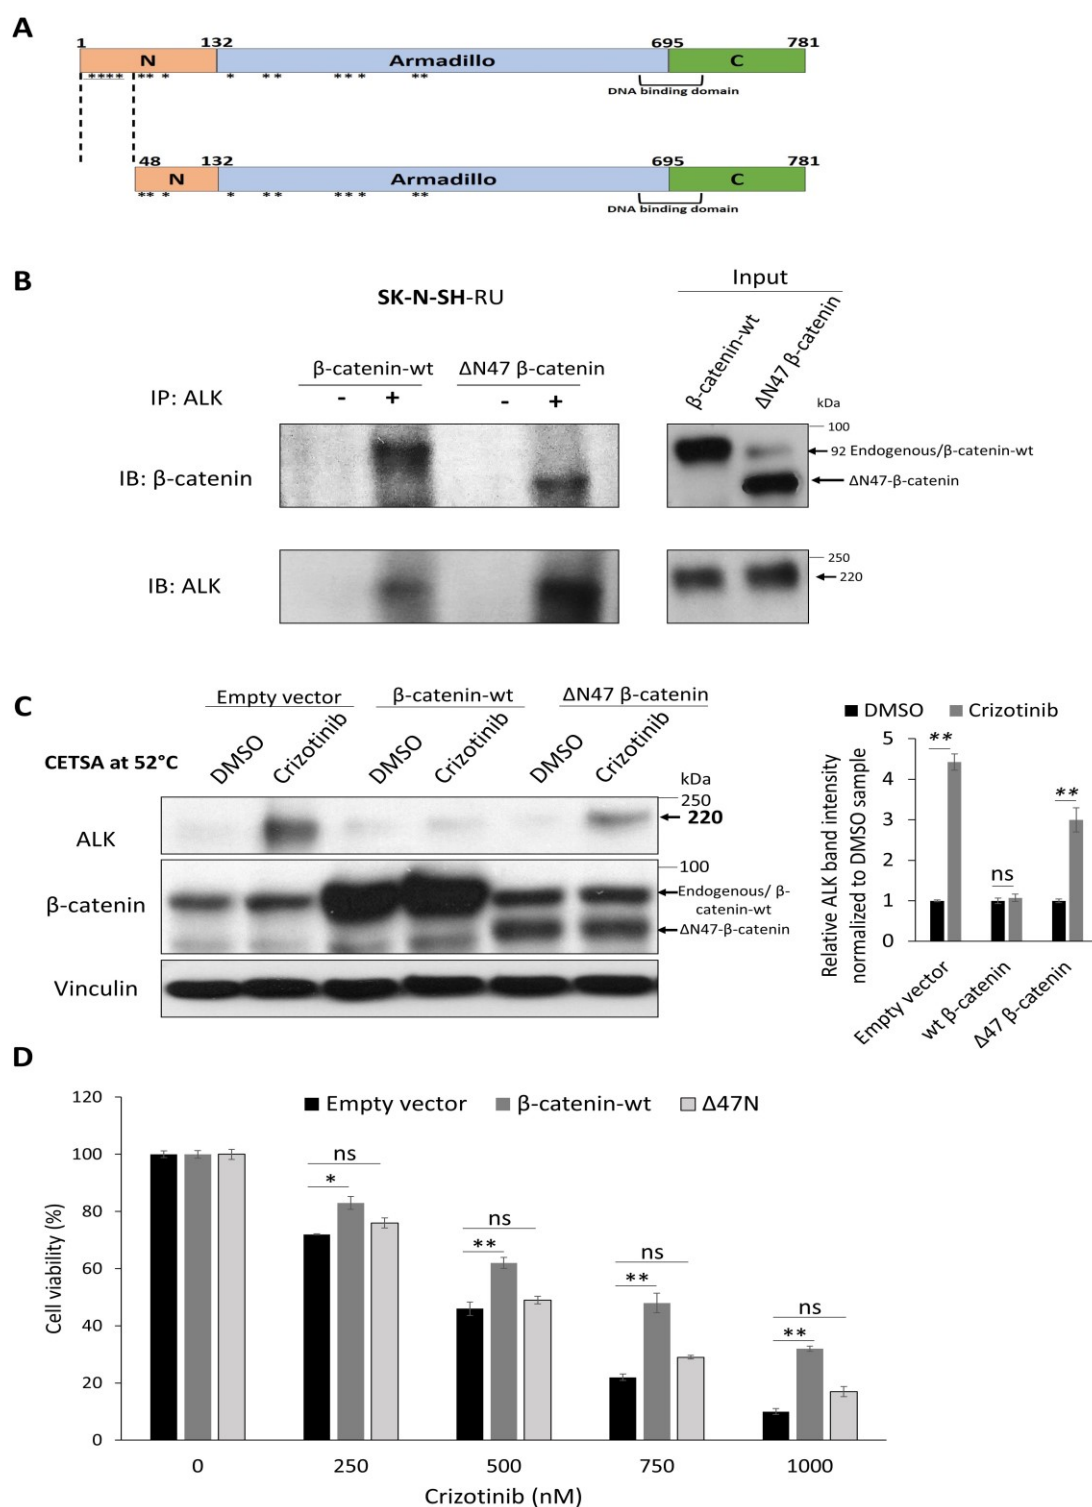 A
1 132 695 781
N Armadillo C
**** ** * * ** *** **
DNA binding domain
48 132 695 781
N Armadillo C
** * * ** *** **
DNA binding domain
B
SK-N-SH-RU
Input
β-catenin-wt ΔN47 β-catenin
β-catenin-wt
ΔN47 β-catenin
IP: ALK - + - +
kDa
100
IB: β-catenin
92 Endogenous/β-catenin-wt
ΔN47-β-catenin
250
IB: ALK
220
C
Empty vector β-catenin-wt ΔN47 β-catenin
CETSA at 52°C
DMSO Crizotinib DMSO Crizotinib DMSO Crizotinib
kDa
250
220
ALK
100
β-catenin
Endogenous/ β-
catenin-wt
ΔN47-β-catenin
Vinculin
DMSO Crizotinib
Relative ALK band intensity
normalized to DMSO sample
5
4
3
2
1
0
**
ns
**
Empty vector
wt β-catenin
Δ47 β-catenin
D
Empty vector β-catenin-wt Δ47N
Cell viability (%)
120
100
80
60
40
20
0
ns
*
ns
**
ns
**
ns
**
0 250 500 750 1000
Crizotinib (nM)